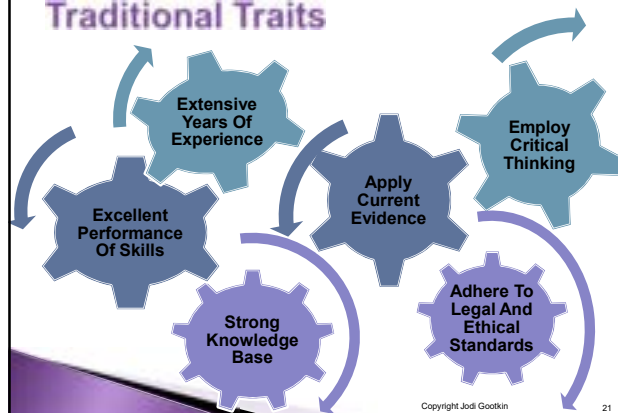 Traditional Traits
Extensive
Years Of
Experience
Employ
Critical
Thinking
Apply
Current
Evidence
Excellent
Performance
Of Skills
Strong
Knowledge
Base
Adhere To
Legal And
Ethical
Standards
Copyright Jodi Gootkin
21